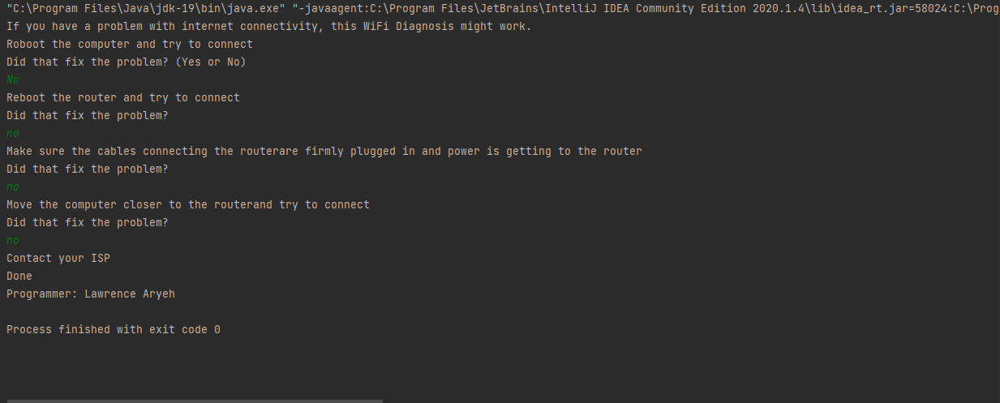 "C:\Program Files\Java\jdk-19\bin\java.exe" "-javaagent:C:\Program Files\JetBrains\IntelliJ IDEA Community Edition 2020.1.4\lib\idea_rt.jar=58024:C:\Prog
If you have a problem with internet connectivity, this WiFi Diagnosis might work.
Roboot the computer and try to connect
Did that fix the problem? (Yes or No)
No
Reboot the router and try to connect
Did that fix the problem?
no
Make sure the cables connecting the routerare firmly plugged in and power is getting to the router
Did that fix the problem?
no
Move the computer closer to the routerand try to connect
Did that fix the problem?
no
Contact your ISP
Done
Programmer: Lawrence Aryeh
Process finished with exit code 0